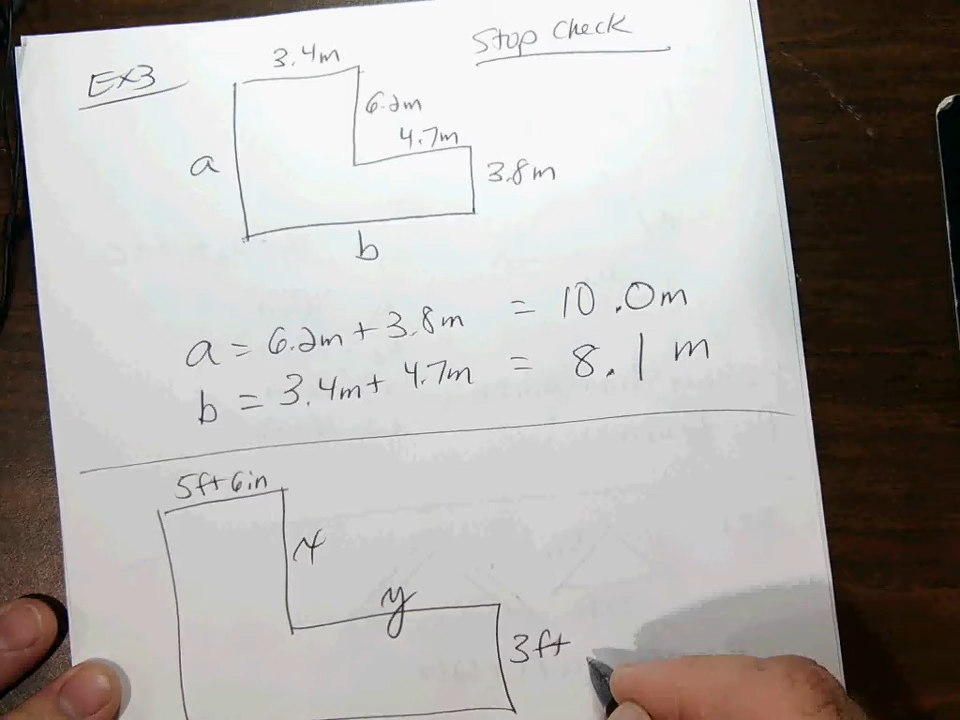 Stop Check
Ex3
3.4m
6.2m
4.7m
a
3.8m
b
a = 6.2m + 3.8m = 10.0m
b = 3.4m + 4.7m = 8.1 m
5ft 6in
x
y
3ft